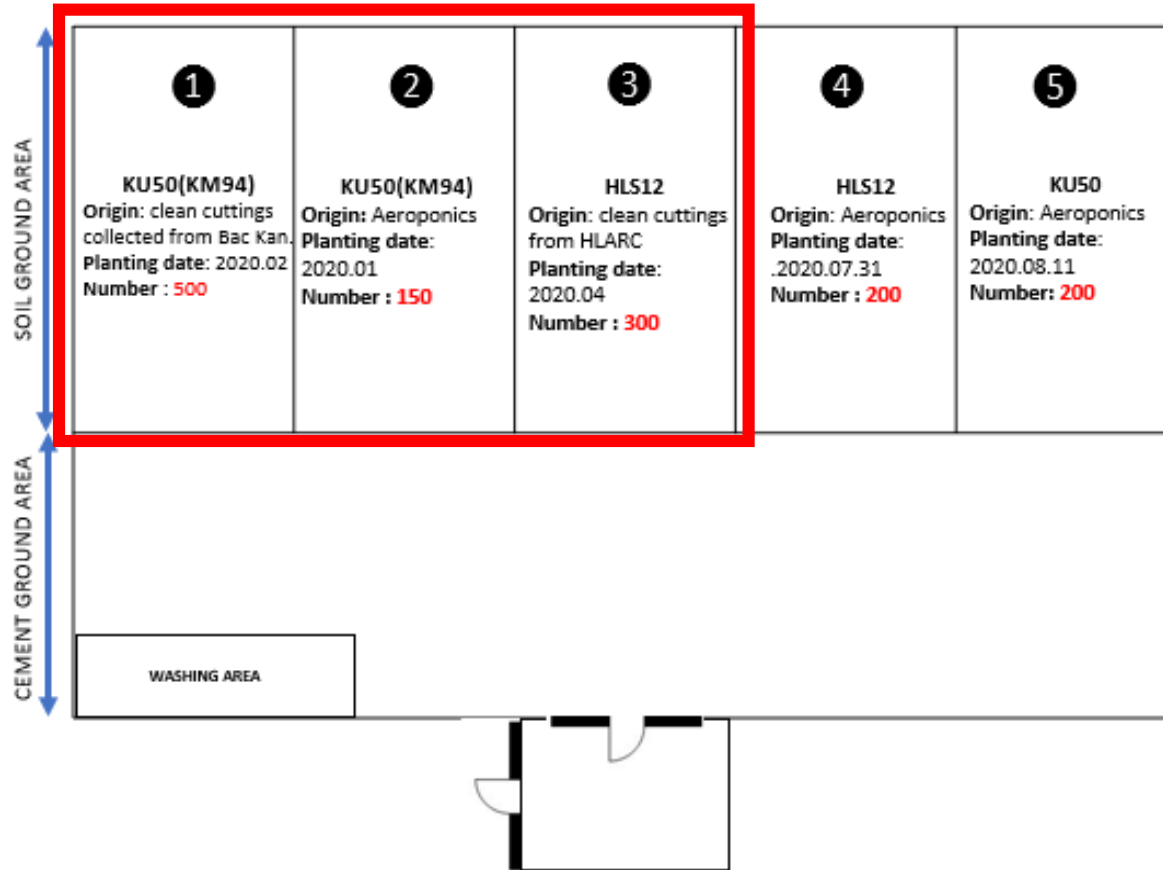 SOIL GROUND AREA
1
KU50(KM94)
Origin: clean cuttings
collected from Bac Kan.
Planting date: 2020.02
Number : 500
2
KU50(KM94)
Origin: Aeroponics
Planting date:
2020.01
Number : 150
3
HLS12
Origin: clean cuttings
from HLARC
Planting date:
2020.04
Number : 300
4
HLS12
Origin: Aeroponics
Planting date:
.2020.07.31
Number : 200
5
KU50
Origin: Aeroponics
Planting date:
2020.08.11
Number: 200
CEMENT GROUND AREA
WASHING AREA